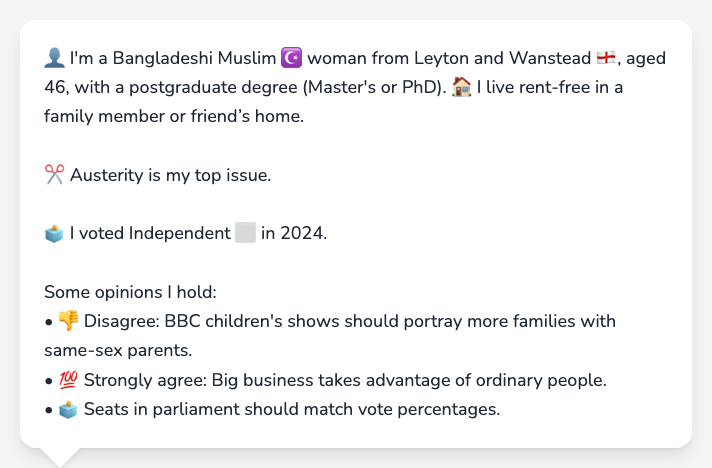 👤 I'm a Bangladeshi Muslim ☪️ woman from Leyton and Wanstead 🏴󠁧󠁢󠁥󠁮󠁧󠁿, aged
46, with a postgraduate degree (Master's or PhD). 🏠 I live rent-free in a
family member or friend’s home.
✂️ Austerity is my top issue.
🗳️ I voted Independent ⬜ in 2024.
Some opinions I hold:
• 👎 Disagree: BBC children's shows should portray more families with
same-sex parents.
• 💯 Strongly agree: Big business takes advantage of ordinary people.
• 🗳️ Seats in parliament should match vote percentages.